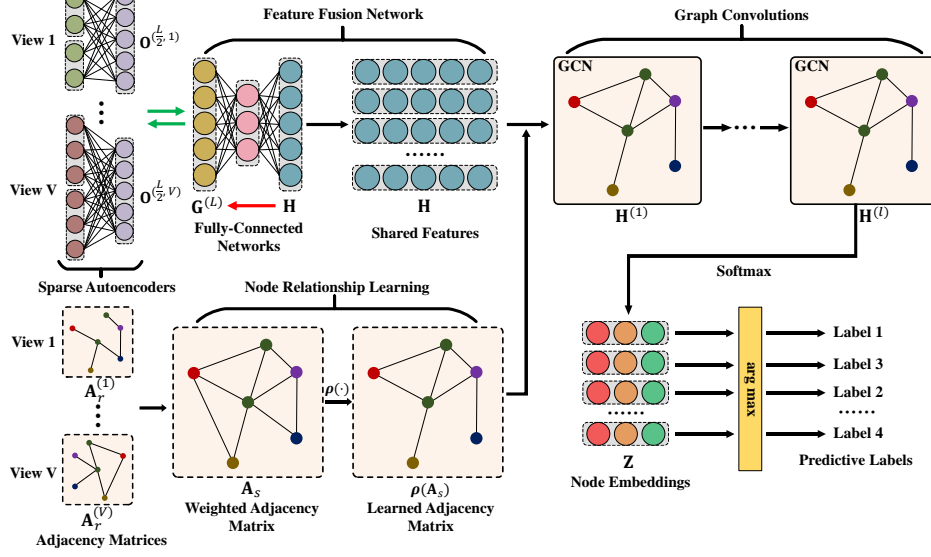 Feature Fusion Network
Graph Convolutions
View 1
O^(L/2, 1)
GCN
GCN
View V
O^(L/2, V)
G^(L)
H
H
H^(1)
H^(l)
Fully-Connected
Networks
Shared Features
Softmax
Sparse Autoencoders
Node Relationship Learning
View 1
A_r^(1)
ρ(·)
Label 1
Label 3
Label 2
......
Label 4
arg max
View V
A_r^(V)
Adjacency Matrices
A_s
Weighted Adjacency
Matrix
ρ(A_s)
Learned Adjacency
Matrix
Z
Node Embeddings
Predictive Labels